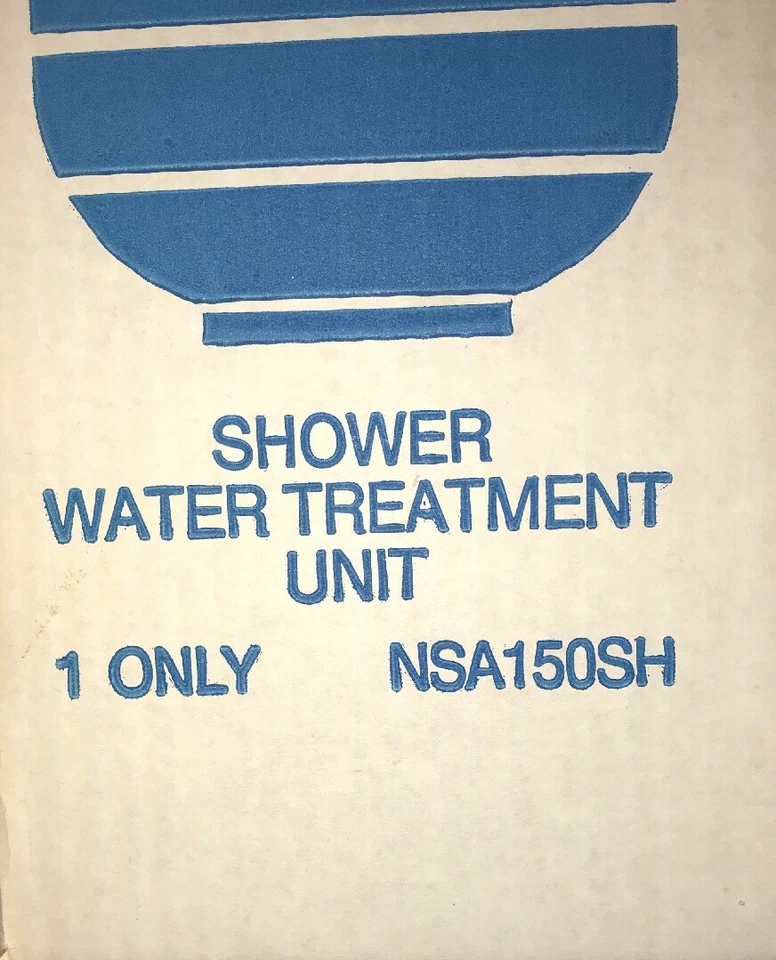 SHOWER
WATER TREATMENT
UNIT
1 ONLY NSA150SH